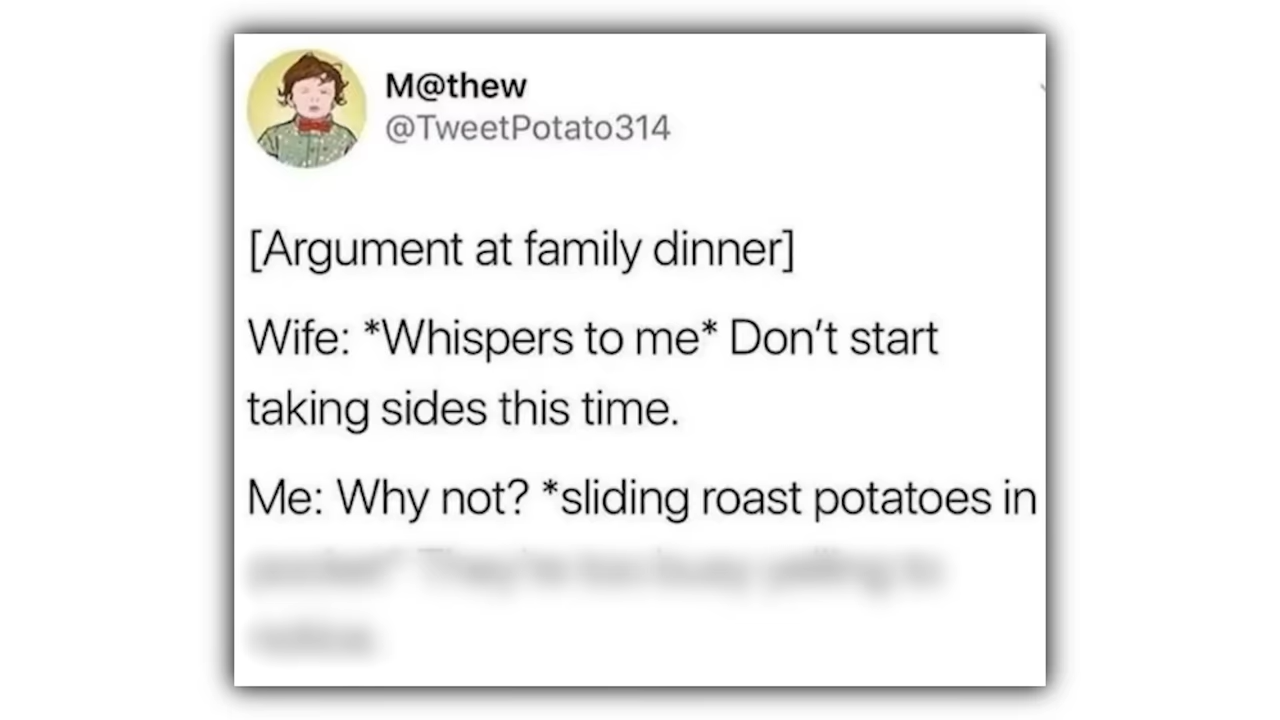 M@thew
@TweetPotato314
[Argument at family dinner]
Wife: *Whispers to me* Don’t start
taking sides this time.
Me: Why not? *sliding roast potatoes in